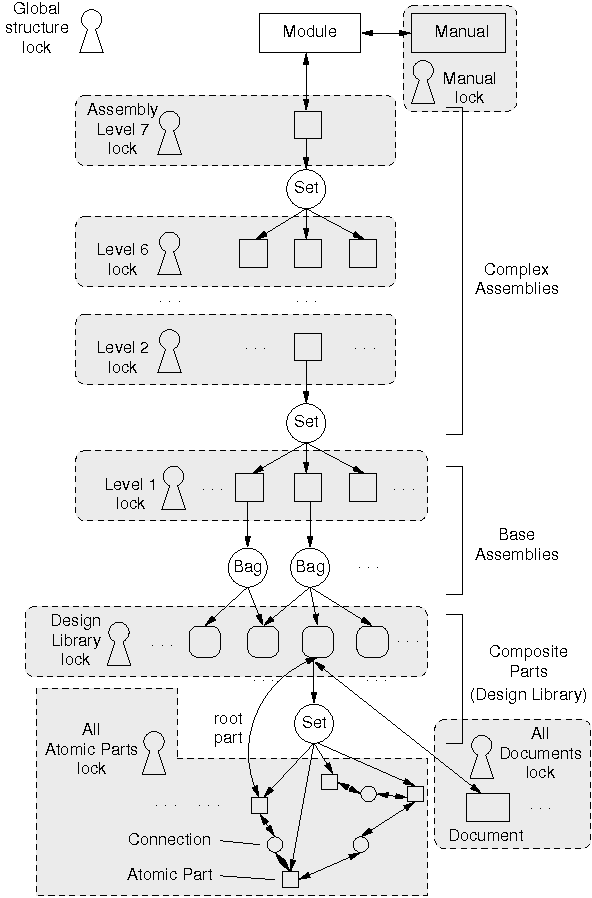 Global
structure
lock
Module
Manual
Manual
lock
Assembly
Level 7
lock
Set
Level 6
lock
. . .
. . .
Complex
Assemblies
Level 2
lock
. . .
. . .
Set
Level 1
lock
. . .
. . .
Base
Assemblies
Bag
Bag
. . .
Design
Library
lock
. . .
. . .
Composite
Parts
(Design Library)
. . .
. . .
root
part
Set
All
Atomic Parts
lock
. . .
. . .
All
Documents
lock
. . .
Document
Connection
Atomic Part